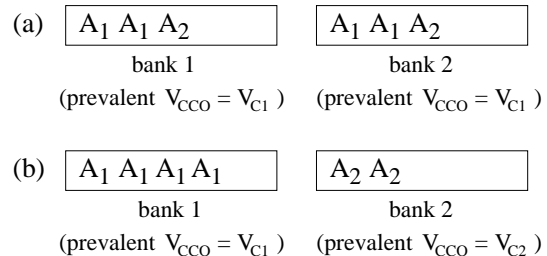 (a) A1 A1 A2 A1 A1 A2
bank 1 bank 2
(prevalent VCCO = VC1 ) (prevalent VCCO = VC1 )
(b) A1 A1 A1 A1 A2 A2
bank 1 bank 2
(prevalent VCCO = VC1 ) (prevalent VCCO = VC2 )